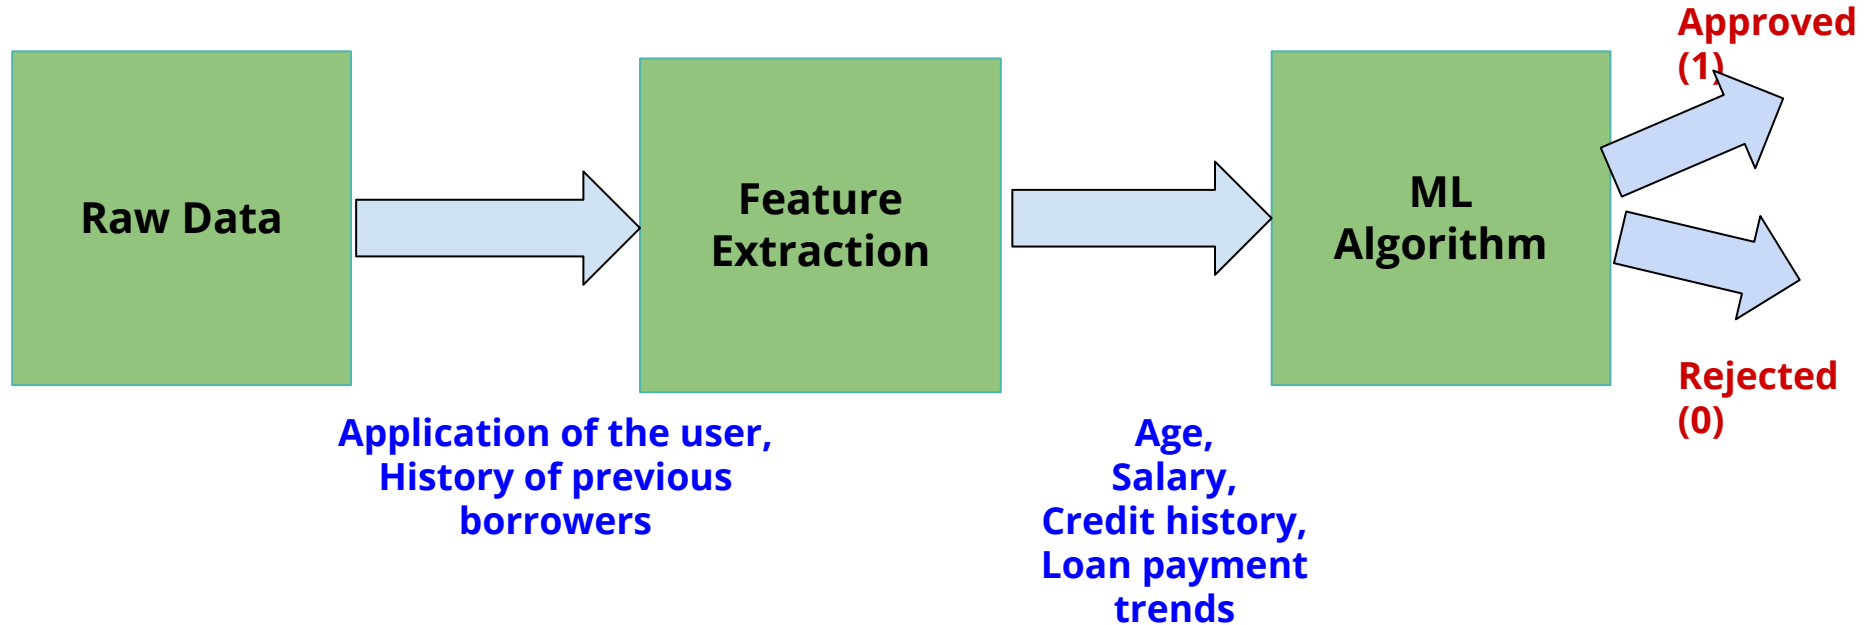 Raw Data
Application of the user,
History of previous
borrowers
Feature
Extraction
Age,
Salary,
Credit history,
Loan payment
trends
ML
Algorithm
Approved
(1)
Rejected
(0)